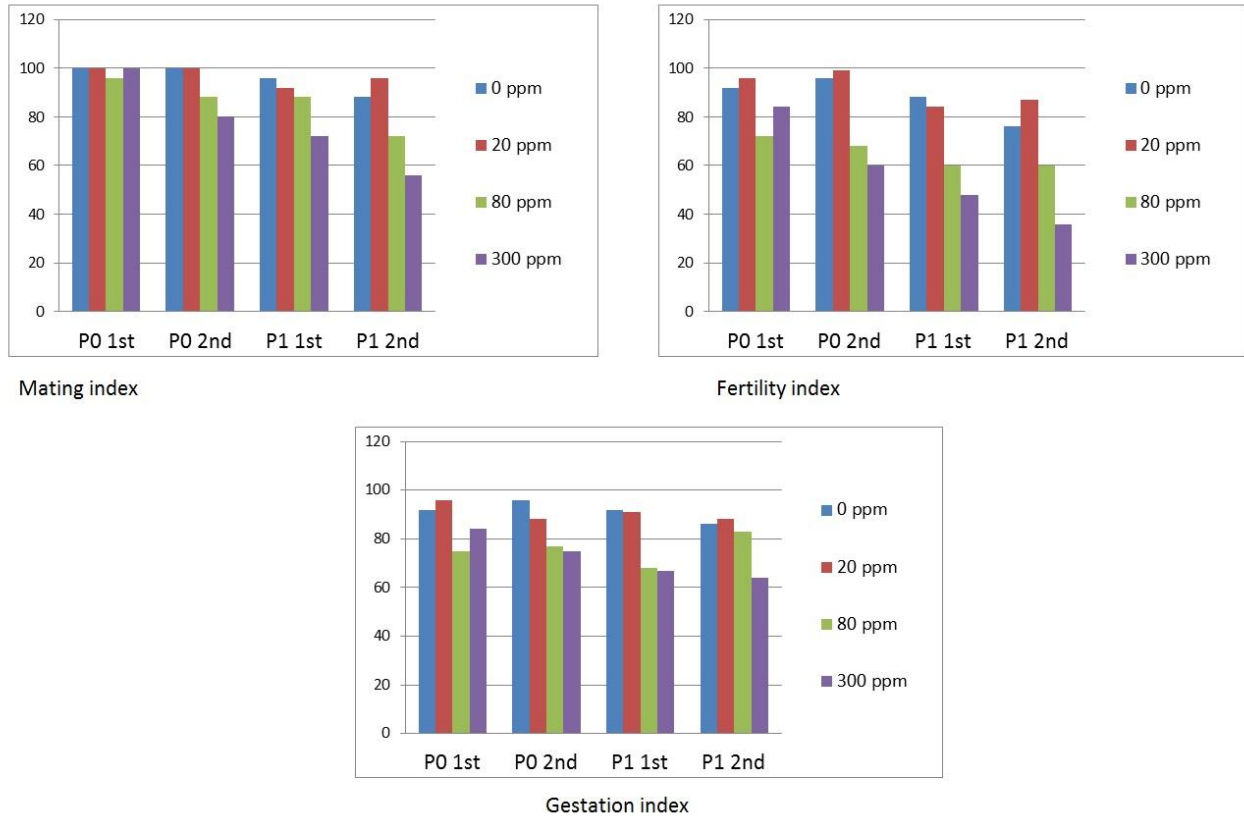 120
100
80
60
40
20
0
P0 1st P0 2nd P1 1st P1 2nd
0 ppm
20 ppm
80 ppm
300 ppm
Mating index
120
100
80
60
40
20
0
P0 1st P0 2nd P1 1st P1 2nd
0 ppm
20 ppm
80 ppm
300 ppm
Fertility index
120
100
80
60
40
20
0
P0 1st P0 2nd P1 1st P1 2nd
0 ppm
20 ppm
80 ppm
300 ppm
Gestation index